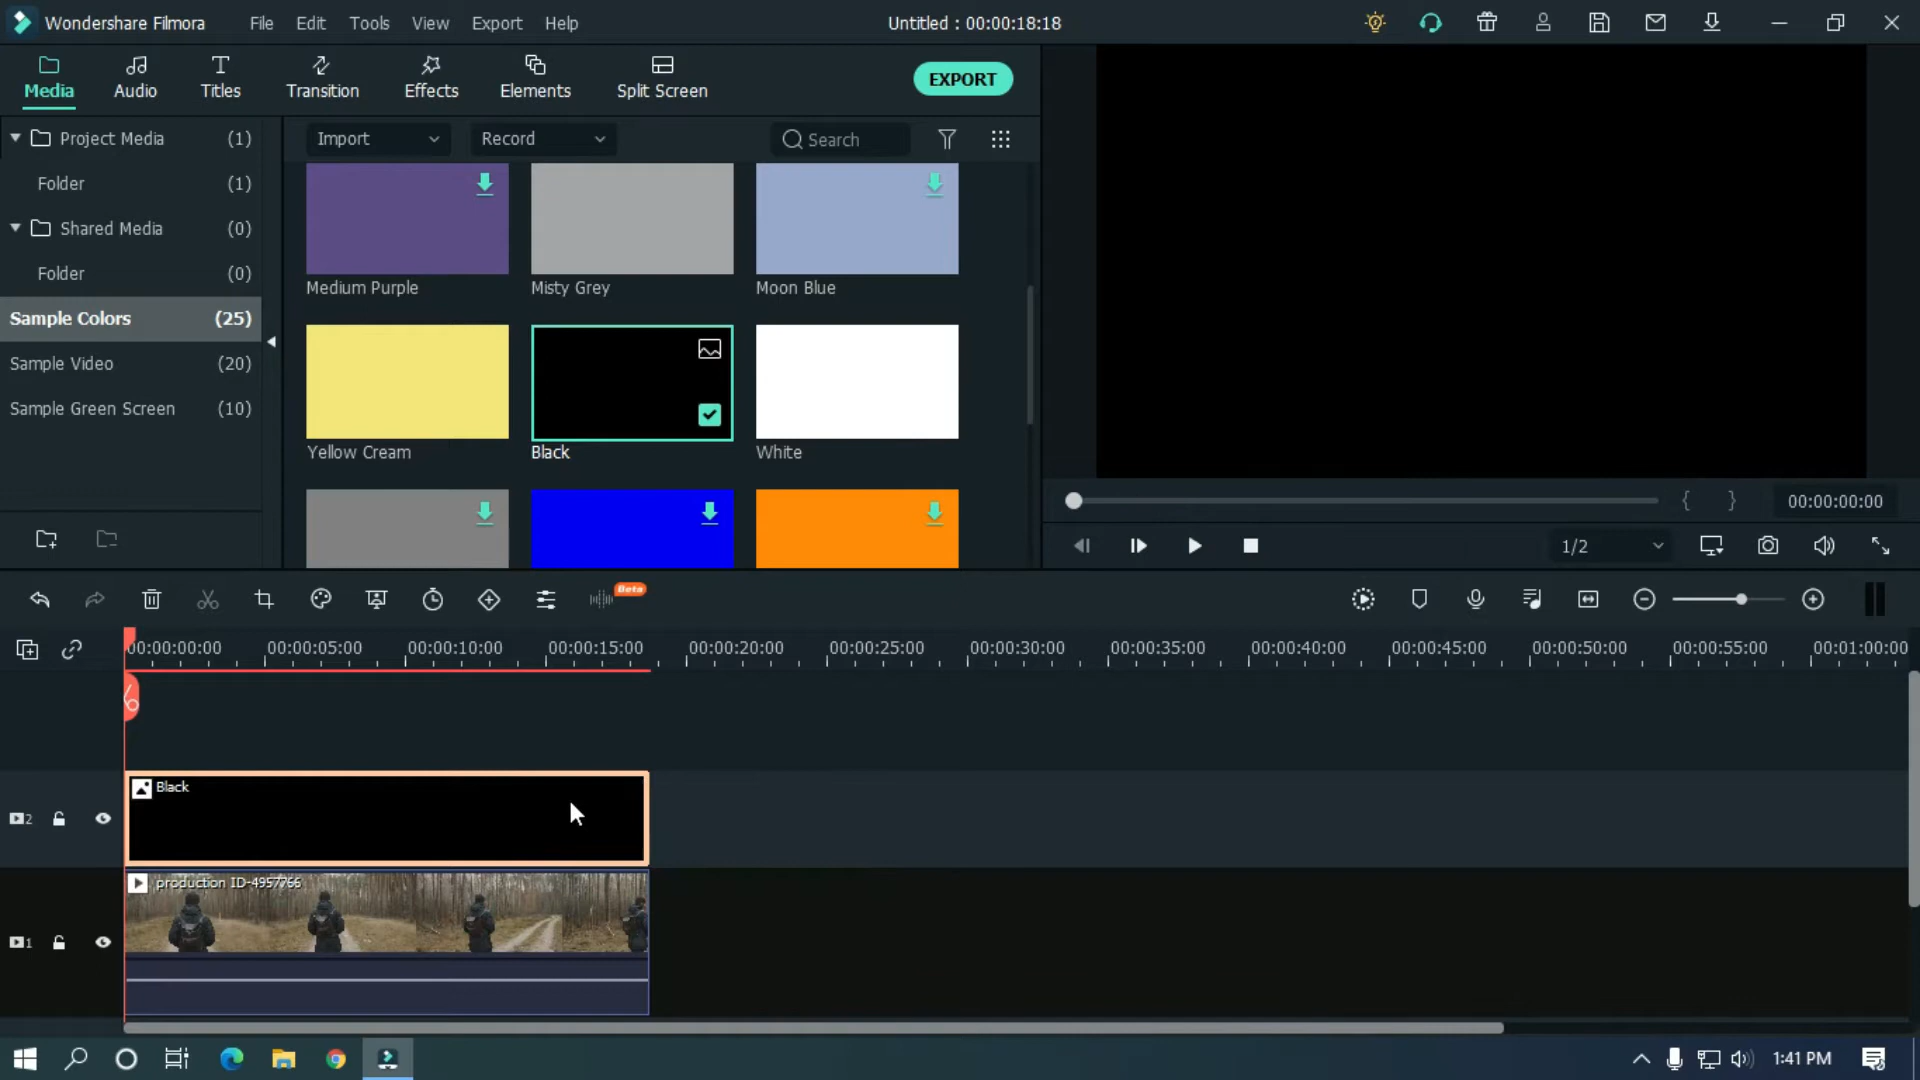 Wondershare Filmora File Edit Tools View Export Help Untitled : 00:00:18:18
Media Audio Titles Transition Effects Elements Split Screen EXPORT
Project Media (1)
Folder (1)
Shared Media (0)
Folder (0)
Sample Colors (25)
Sample Video (20)
Sample Green Screen (10)
Import Record Search
Medium Purple Misty Grey Moon Blue
Yellow Cream Black White
00:00:00:00
1/2
Beta
00:00:00:00 00:00:05:00 00:00:10:00 00:00:15:00 00:00:20:00 00:00:25:00 00:00:30:00 00:00:35:00 00:00:40:00 00:00:45:00 00:00:50:00 00:00:55:00 00:01:00:00
Black
2
production ID-4957766
1
1:41 PM